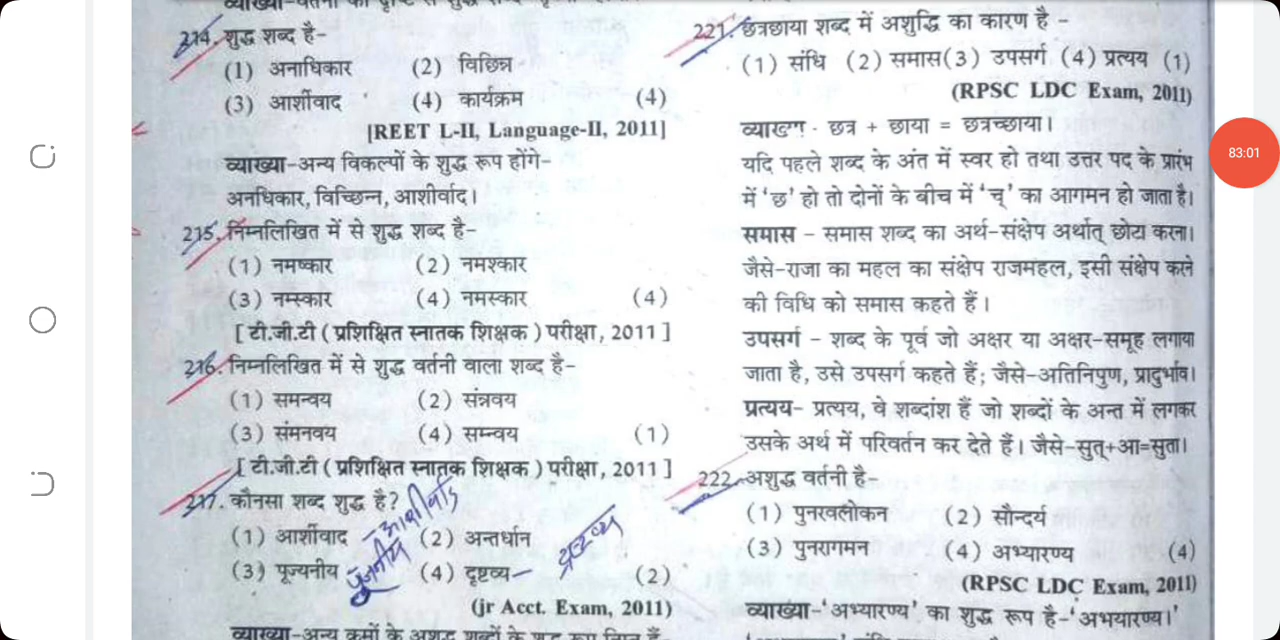 214. शुद्ध शब्द है-
(1) अनाधिकार (2) विछिन्न
(3) आर्शीवाद (4) कार्यक्रम (4)
[REET L-II, Language-II, 2011]
व्याख्या-अन्य विकल्पों के शुद्ध रूप होंगे-
अनधिकार, विच्छिन्न, आशीर्वाद।
215. निम्नलिखित में से शुद्ध शब्द है-
(1) नमष्कार (2) नमश्कार
(3) नम्स्कार (4) नमस्कार (4)
[ टी.जी.टी ( प्रशिक्षित स्नातक शिक्षक ) परीक्षा, 2011 ]
216. निम्नलिखित में से शुद्ध वर्तनी वाला शब्द है-
(1) समन्वय (2) संन्नवय
(3) संमनवय (4) सम्न्वय (1)
[ टी.जी.टी ( प्रशिक्षित स्नातक शिक्षक ) परीक्षा, 2011 ]
217. कौनसा शब्द शुद्ध है?
(1) आर्शीवाद (2) अन्तर्धान
(3) पूज्यनीय पूजनीय (4) दृष्टव्य- द्रष्टव्य (2)
(jr Acct. Exam, 2011)
व्याख्या-अन्य क्रमों के अशुद्ध शब्दों के शुद्ध रूप निम्न हैं-
221. छत्रछाया शब्द में अशुद्धि का कारण है -
(1) संधि (2) समास (3) उपसर्ग (4) प्रत्यय (1)
(RPSC LDC Exam, 2011)
व्याख्या - छत्र + छाया = छत्रच्छाया।
यदि पहले शब्द के अंत में स्वर हो तथा उत्तर पद के प्रारंभ
में 'छ' हो तो दोनों के बीच में 'च्' का आगमन हो जाता है।
समास - समास शब्द का अर्थ-संक्षेप अर्थात् छोटा करना।
जैसे-राजा का महल का संक्षेप राजमहल, इसी संक्षेप करने
की विधि को समास कहते हैं।
उपसर्ग - शब्द के पूर्व जो अक्षर या अक्षर-समूह लगाया
जाता है, उसे उपसर्ग कहते हैं; जैसे-अतिनिपुण, प्रादुर्भाव।
प्रत्यय- प्रत्यय, वे शब्दांश हैं जो शब्दों के अन्त में लगकर
उसके अर्थ में परिवर्तन कर देते हैं। जैसे-सुत्+आ=सुता।
222. अशुद्ध वर्तनी है-
(1) पुनरवलोकन (2) सौन्दर्य
(3) पुनरागमन (4) अभ्यारण्य (4)
(RPSC LDC Exam, 2011)
व्याख्या-'अभ्यारण्य' का शुद्ध रूप है-'अभयारण्य।'
83:01